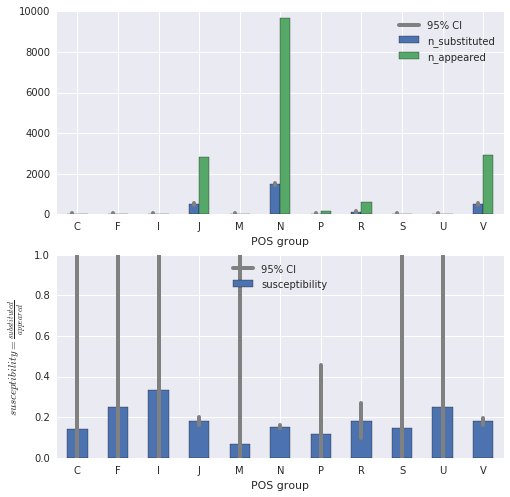 10000
8000
6000
4000
2000
0
95% CI
n_substituted
n_appeared
C F I J M N P R S U V
POS group
1.0
0.8
0.6
0.4
0.2
0.0
susceptibility = substituted / appeared
95% CI
susceptibility
C F I J M N P R S U V
POS group